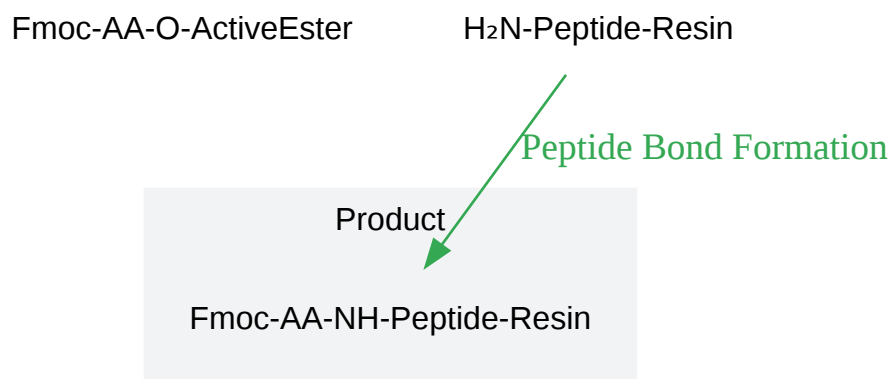 Fmoc-AA-O-ActiveEster
H₂N-Peptide-Resin
Peptide Bond Formation
Product
Fmoc-AA-NH-Peptide-Resin